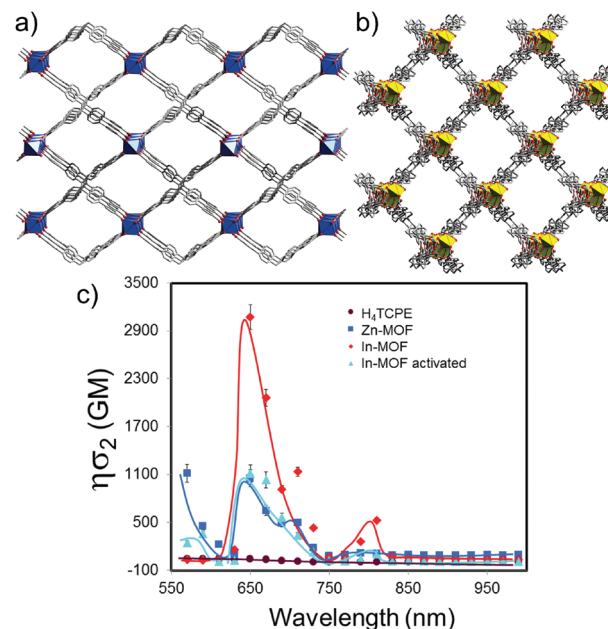 a)
b)
c)
3500
2900
2300
1700
1100
500
-100
ησ₂ (GM)
H₄TCPE
Zn-MOF
In-MOF
In-MOF activated
550 650 750 850 950
Wavelength (nm)